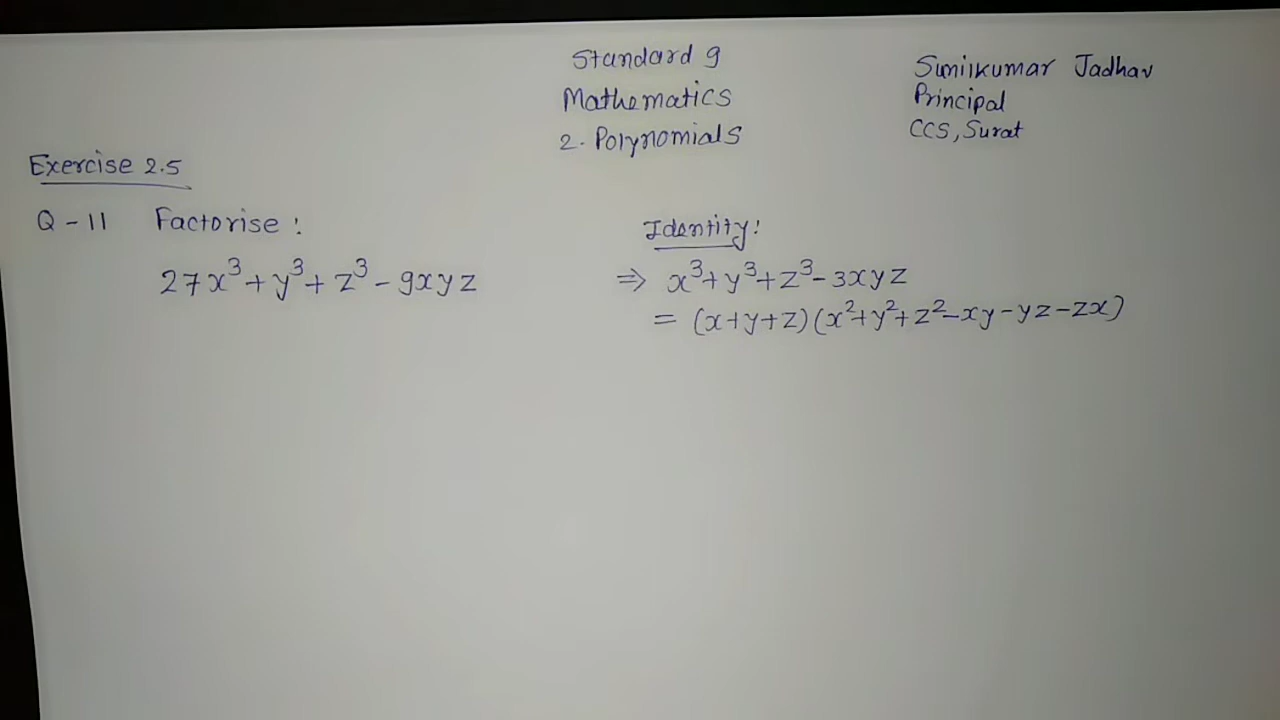 Standard 9
Mathematics
2. Polynomials
Sunilkumar Jadhav
Principal
CCS, Surat
Exercise 2.5
Q - 11 Factorise :
27x³ + y³ + z³ - 9xyz
Identity :
⇒ x³ + y³ + z³ - 3xyz
= (x+y+z) (x²+y²+z²-xy-yz-zx)